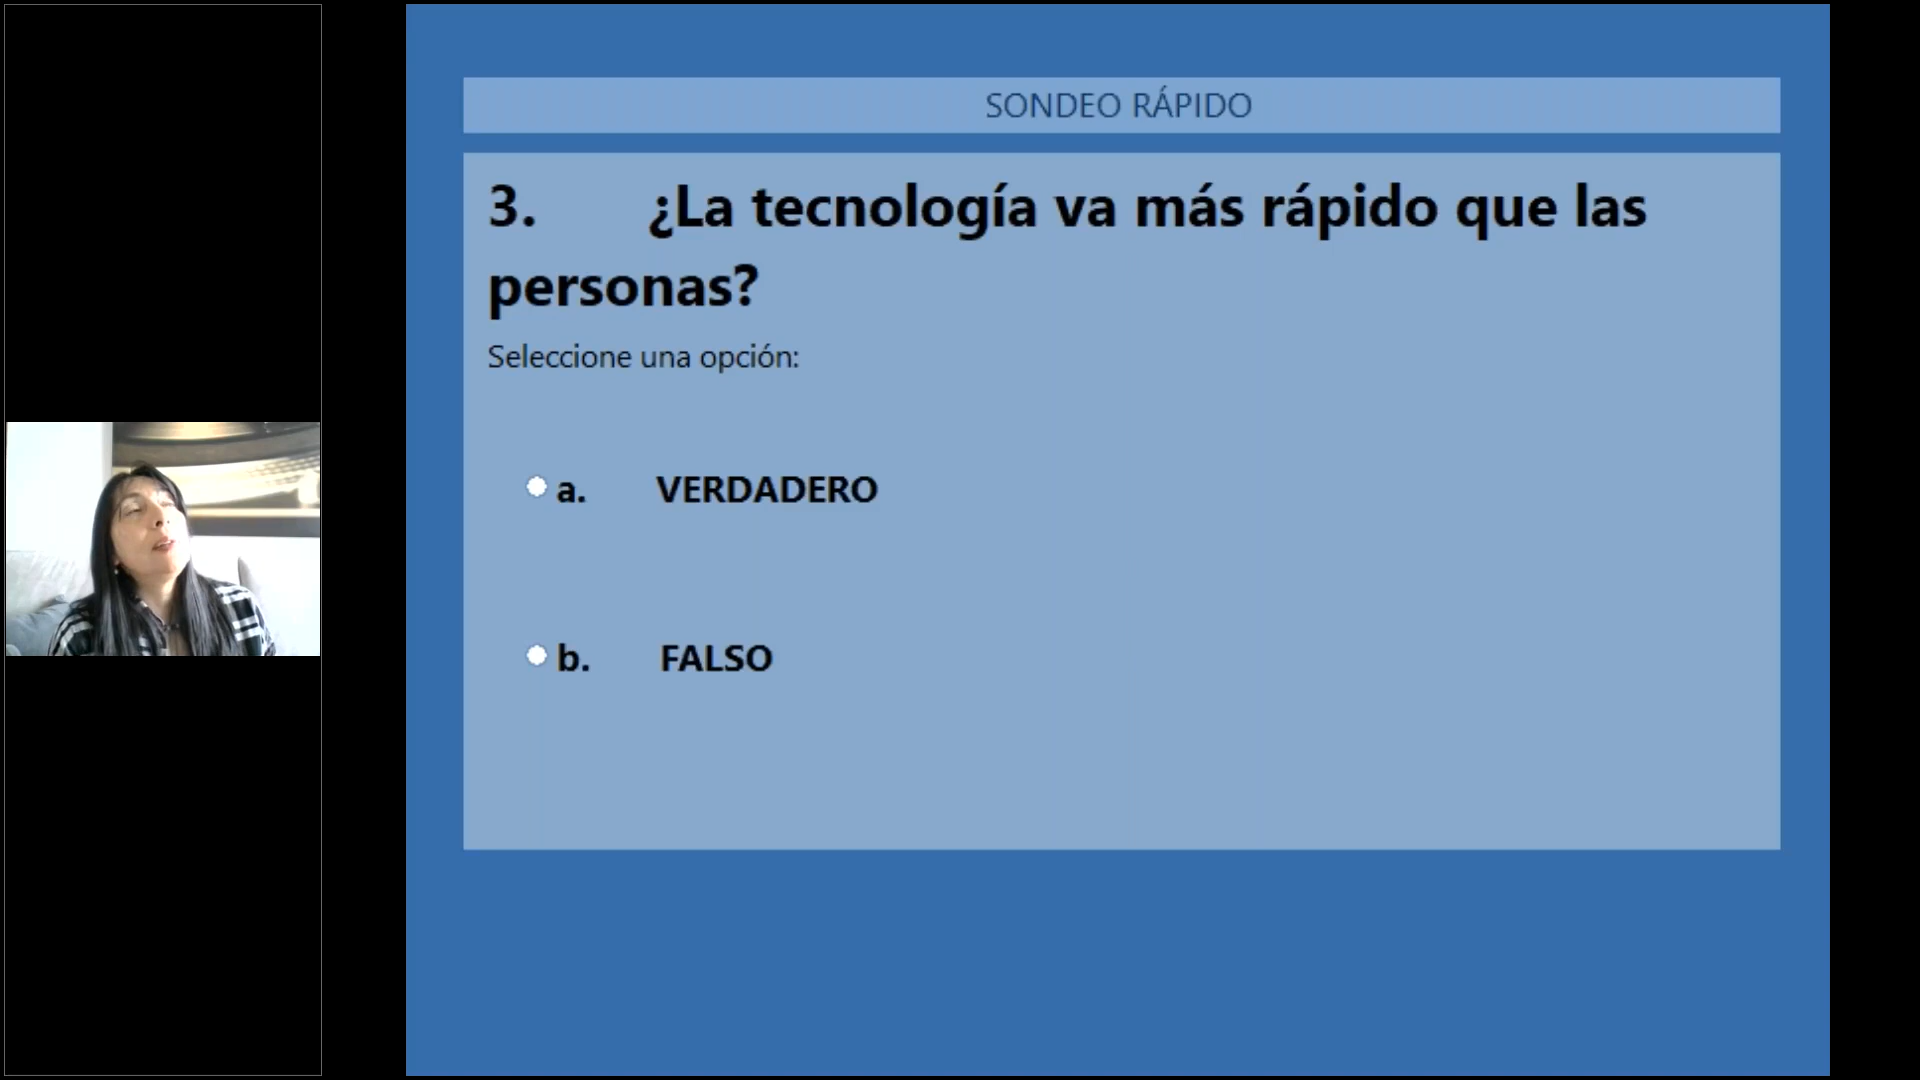 SONDEO RÁPIDO
3. ¿La tecnología va más rápido que las
personas?
Seleccione una opción:
a. VERDADERO
b. FALSO